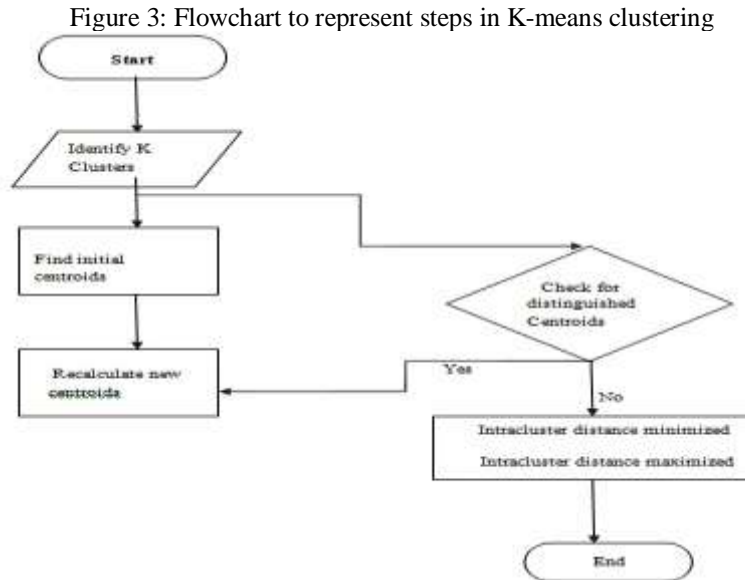 Figure 3: Flowchart to represent steps in K-means clustering
Start
Identify K
Clusters
Find initial
centroids
Recalculate new
centroids
Check for
distinguished
Centroids
Yes
No
Intracluster distance minimized
Intracluster distance maximized
End